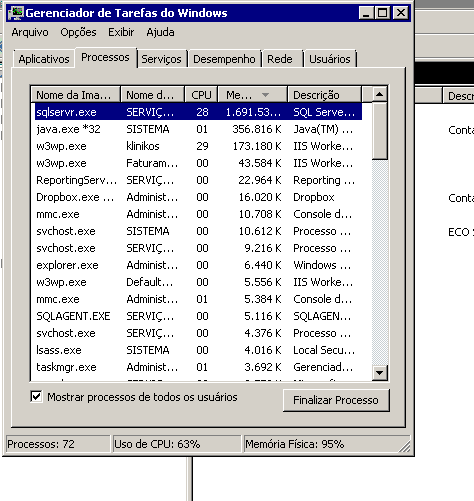 Gerenciador de Tarefas do Windows
Arquivo Opções Exibir Ajuda
Aplicativos Processos Serviços Desempenho Rede Usuários
Nome da Ima... Nome d... CPU Me... Descrição
sqlservr.exe SERVIÇ... 28 1.691.53... SQL Serve...
java.exe *32 SISTEMA 01 356.816 K Java(TM) ...
w3wp.exe klinikos 29 173.180 K IIS Worke...
w3wp.exe Faturam... 00 43.584 K IIS Worke...
ReportingServ... SERVIÇ... 00 22.964 K Reporting ...
Dropbox.exe ... Administ... 00 16.020 K Dropbox
mmc.exe Administ... 00 10.708 K Console d...
svchost.exe SISTEMA 00 10.612 K Processo ...
svchost.exe SERVIÇ... 00 9.216 K Processo ...
explorer.exe Administ... 00 6.440 K Windows ...
w3wp.exe Default... 00 5.556 K IIS Worke...
mmc.exe Administ... 01 5.384 K Console d...
SQLAGENT.EXE SERVIÇ... 00 5.116 K SQLAGEN...
svchost.exe SERVIÇ... 00 4.376 K Processo ...
lsass.exe SISTEMA 00 4.016 K Local Secu...
taskmgr.exe Administ... 01 3.692 K Gerenciad...
Mostrar processos de todos os usuários
Finalizar Processo
Processos: 72 Uso de CPU: 63% Memória Física: 95%
Descr
Conta
Conta
ECO S